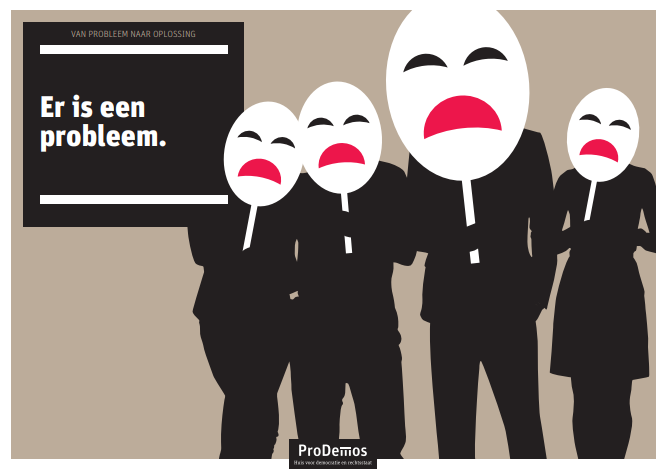 VAN PROBLEEM NAAR OPLOSSING
Er is een
probleem.
ProDemos
Huis voor democratie en rechtsstaat